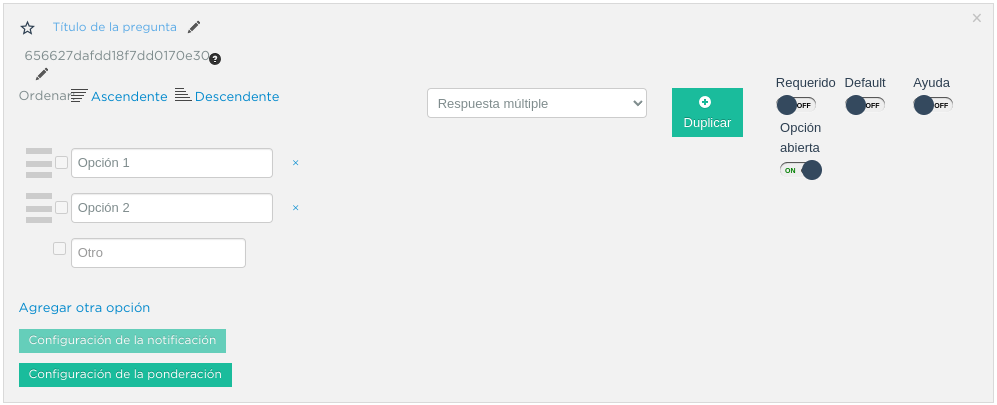 Título de la pregunta
×
656627dafdd18f7dd0170e30 ?
Ordenar Ascendente Descendente
Respuesta múltiple
Duplicar
Requerido Default Ayuda
OFF OFF OFF
Opción
abierta
ON
Opción 1 ×
Opción 2 ×
Otro
Agregar otra opción
Configuración de la notificación
Configuración de la ponderación